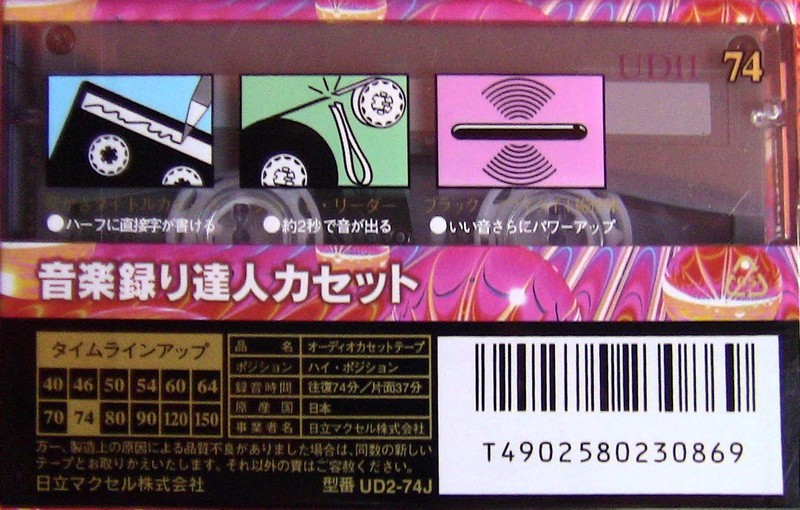 UDII 74
・リーダー
ブラック
●ハーフに直接字が書ける ●約2秒で音が出る ●いい音さらにパワーアップ
音楽録り達人カセット
タイムラインアップ
40 46 50 54 60 64
70 74 80 90 120 150
品名 オーディオカセットテープ
ポジション ハイ・ポジション
録音時間 往復74分／片面37分
原産国 日本
事業者名 日立マクセル株式会社
万一、製造上の原因による品質不良がありました場合は、同数の新しい
テープとお取りかえいたします。それ以外の責はご容赦ください。
日立マクセル株式会社 型番 UD2-74J
T4902580230869